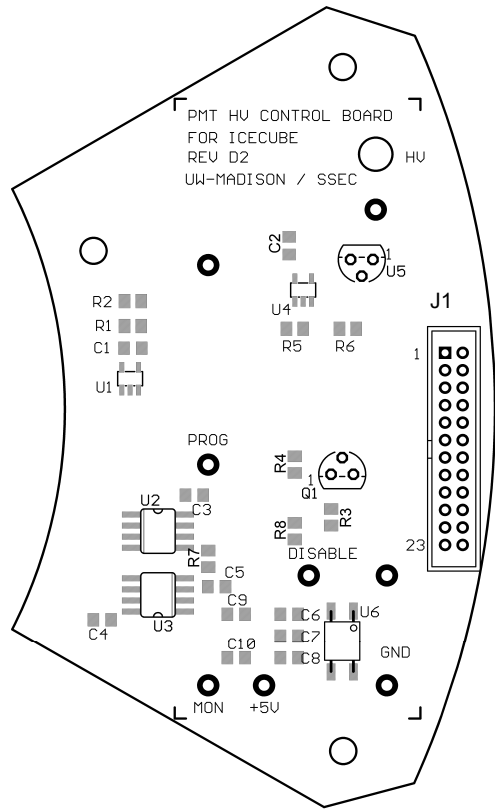 PMT HV CONTROL BOARD
FOR ICECUBE
REV D2
HV
UW-MADISON / SSEC
C2
1
U5
U4
R2
J1
R1
R5
R6
C1
1
U1
PROG
R4
1
Q1
U2
C3
R3
R8
23
DISABLE
R7
C5
C9
C6
U6
U3
C4
C7
C10
C8
GND
MON
+5V